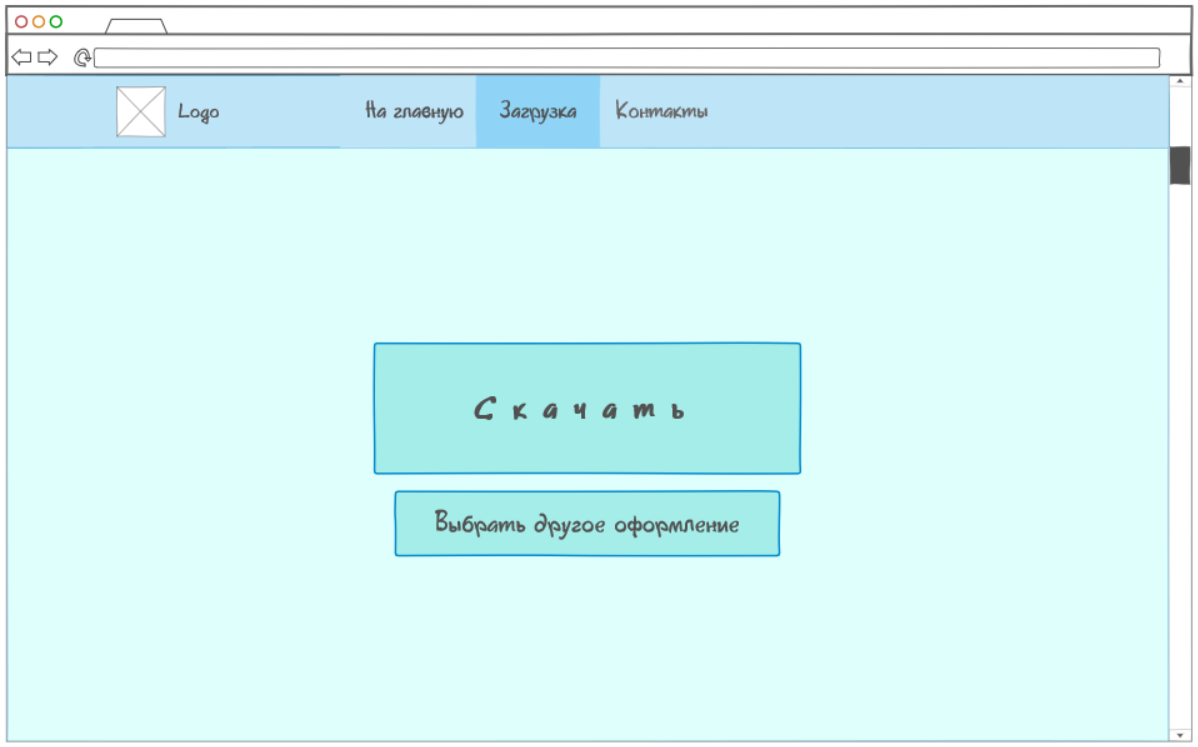 Logo На главную Загрузка Контакты
Скачать
Выбрать другое оформление